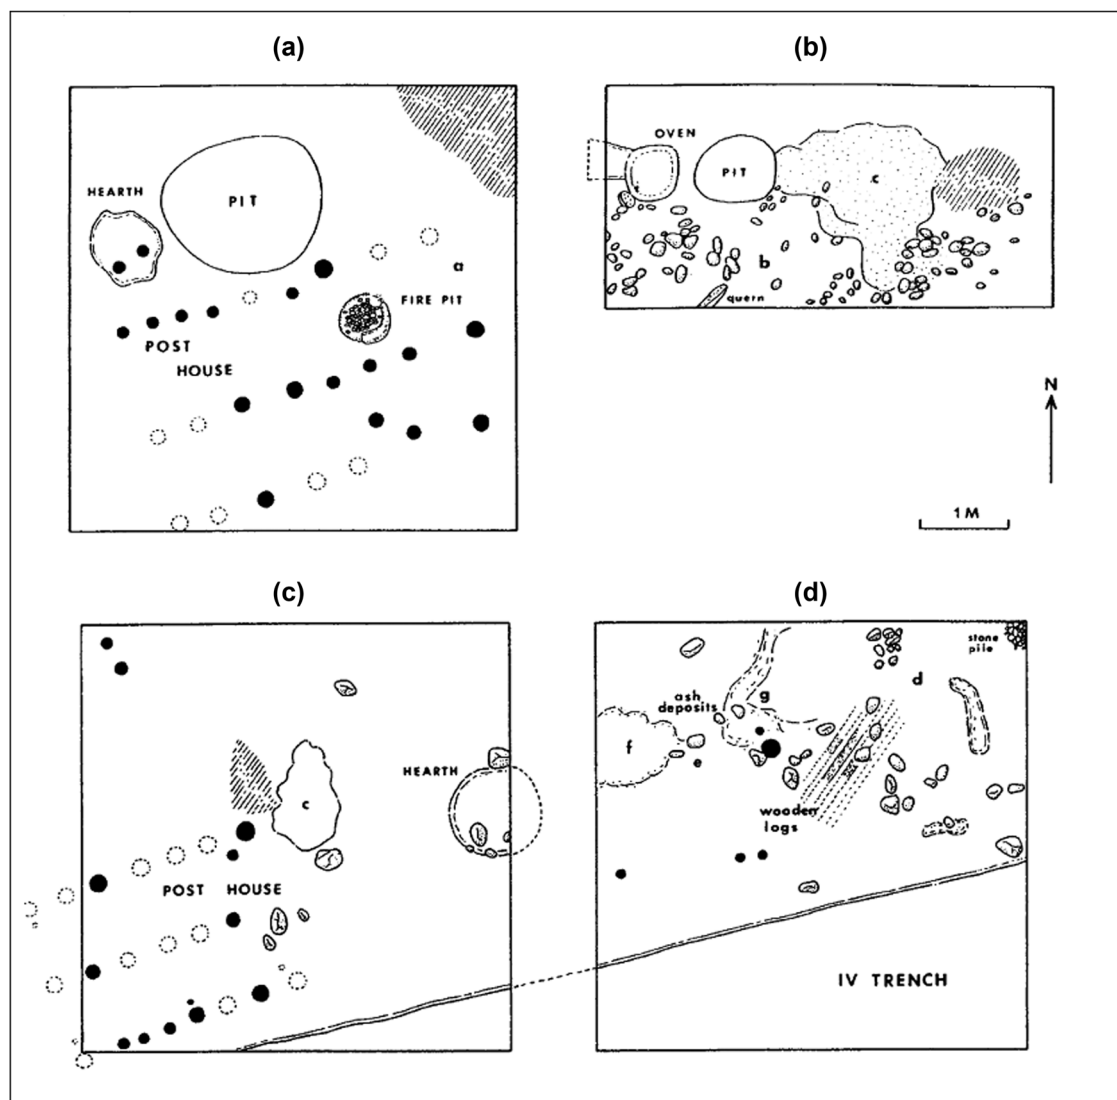 (a)
(b)
HEARTH
PIT
a
FIRE PIT
POST
HOUSE
OVEN
PIT
c
b
quern
N
1 M
(c)
(d)
c
HEARTH
POST HOUSE
stone
pile
d
ash
deposits
g
f
e
wooden
logs
IV TRENCH